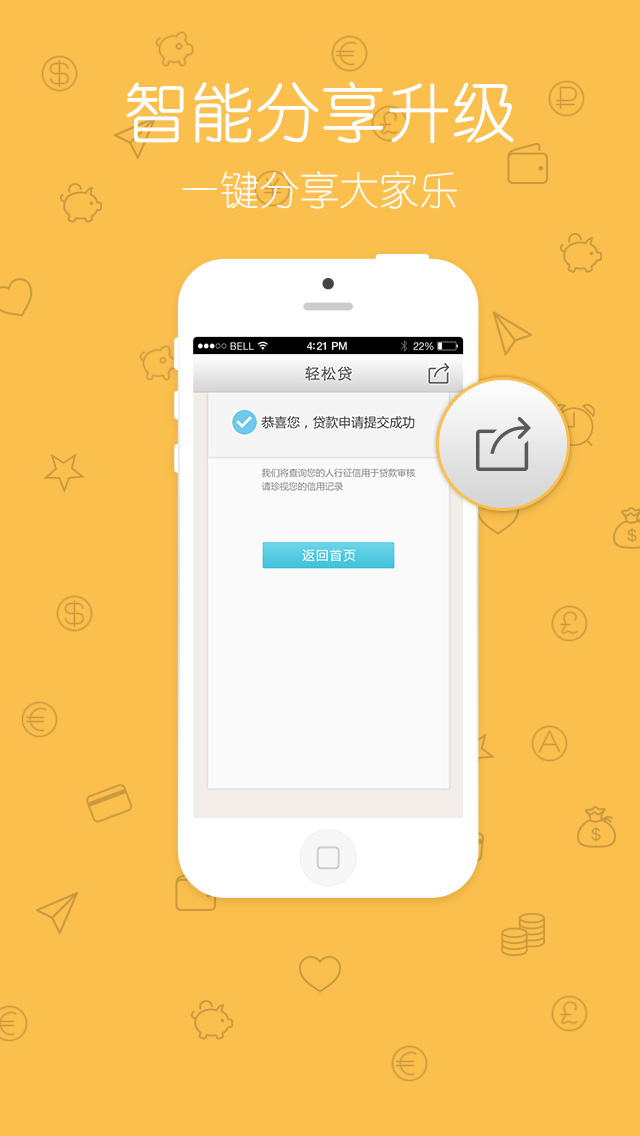 智能分享升级
一键分享大家乐
BELL 4:21 PM 22%
轻松贷
恭喜您，贷款申请提交成功
我们将查询您的人行征信用于贷款审核
请珍视您的信用记录
返回首页